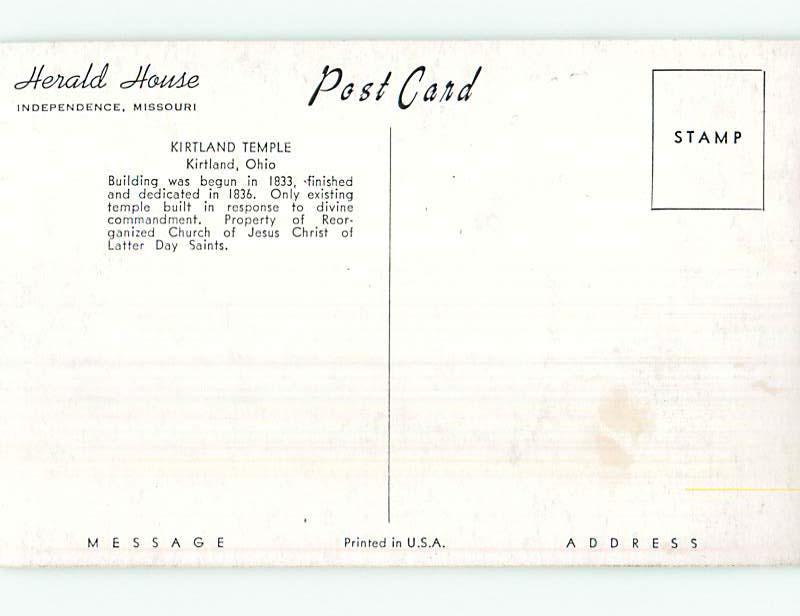 Herald House
INDEPENDENCE, MISSOURI
Post Card
STAMP
KIRTLAND TEMPLE
Kirtland, Ohio
Building was begun in 1833, finished
and dedicated in 1836. Only existing
temple built in response to divine
commandment. Property of Reor-
ganized Church of Jesus Christ of
Latter Day Saints.
MESSAGE
Printed in U.S.A.
ADDRESS